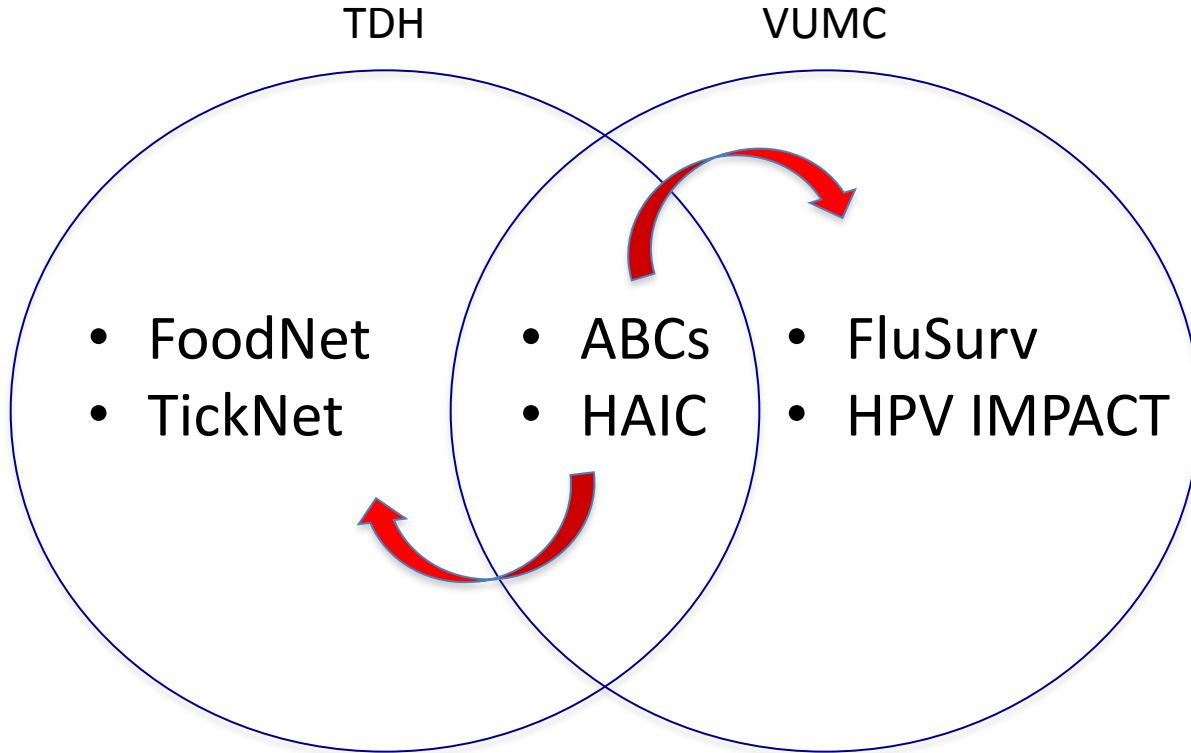 TDH
VUMC
• FoodNet
• TickNet
• ABCs
• HAIC
• FluSurv
• HPV IMPACT